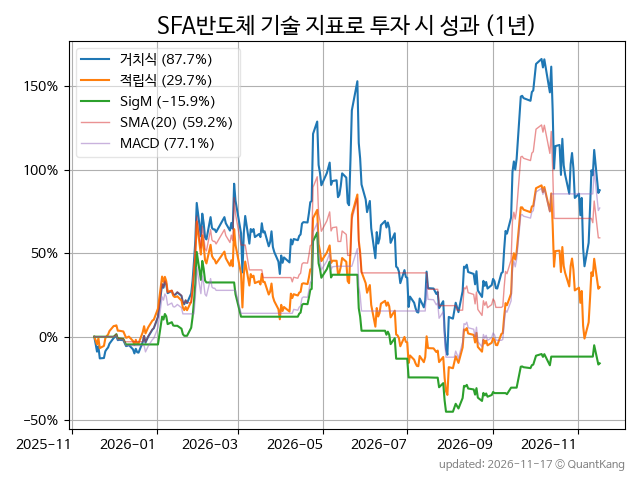 SFA반도체 기술 지표로 투자 시 성과 (1년)
거치식 (87.7%)
적립식 (29.7%)
SigM (−15.9%)
SMA(20) (59.2%)
MACD (77.1%)
150%
100%
50%
0%
−50%
2025-11 2026-01 2026-03 2026-05 2026-07 2026-09 2026-11
updated: 2026-11-17 © QuantKang